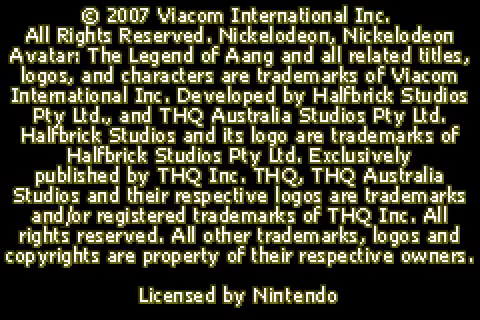 © 2007 Viacom International Inc.
All Rights Reserved. Nickelodeon, Nickelodeon
Avatar: The Legend of Aang and all related titles,
logos, and characters are trademarks of Viacom
International Inc. Developed by Halfbrick Studios
Pty Ltd., and THQ Australia Studios Pty Ltd.
Halfbrick Studios and its logo are trademarks of
Halfbrick Studios Pty Ltd. Exclusively
published by THQ Inc. THQ, THQ Australia
Studios and their respective logos are trademarks
and/or registered trademarks of THQ Inc. All
rights reserved. All other trademarks, logos and
copyrights are property of their respective owners.
Licensed by Nintendo